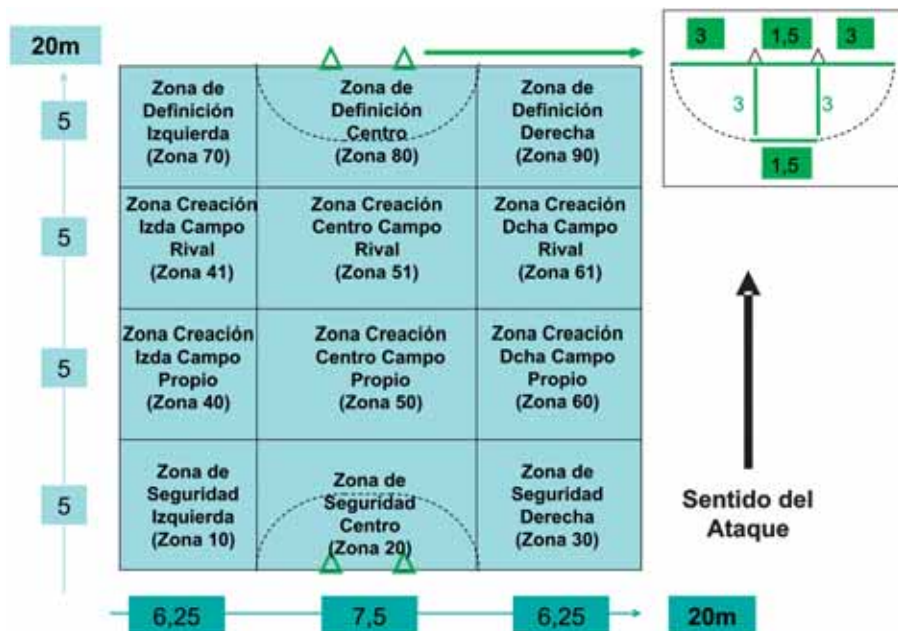 20m
3
1,5
3
3
3
1,5
5
Zona de
Definición
Izquierda
(Zona 70)
Zona de
Definición
Centro
(Zona 80)
Zona de
Definición
Derecha
(Zona 90)
5
Zona Creación
Izda Campo
Rival
(Zona 41)
Zona Creación
Centro Campo
Rival
(Zona 51)
Zona Creación
Dcha Campo
Rival
(Zona 61)
5
Zona Creación
Izda Campo
Propio
(Zona 40)
Zona Creación
Centro Campo
Propio
(Zona 50)
Zona Creación
Dcha Campo
Propio
(Zona 60)
5
Zona de
Seguridad
Izquierda
(Zona 10)
Zona de
Seguridad
Centro
(Zona 20)
Zona de
Seguridad
Derecha
(Zona 30)
Sentido del
Ataque
6,25
7,5
6,25
20m